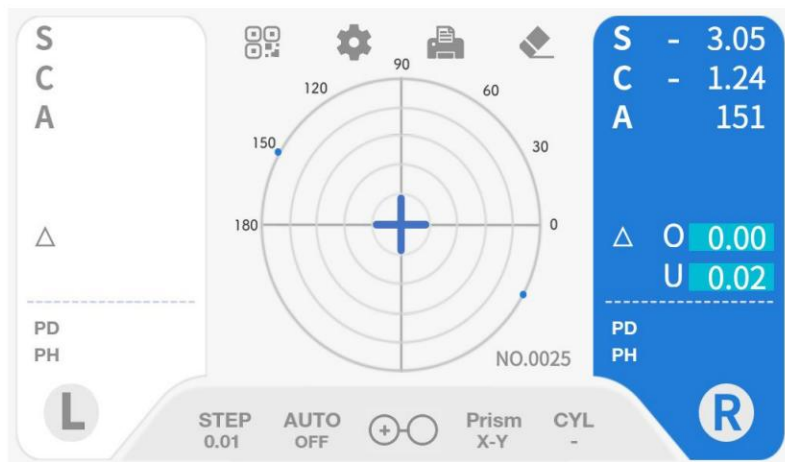 S
C
A
△
PD
PH
L
90
120
60
150
30
180
0
NO.0025
S - 3.05
C - 1.24
A 151
△ O 0.00
U 0.02
PD
PH
R
STEP
0.01
AUTO
OFF
Prism
X-Y
CYL
-